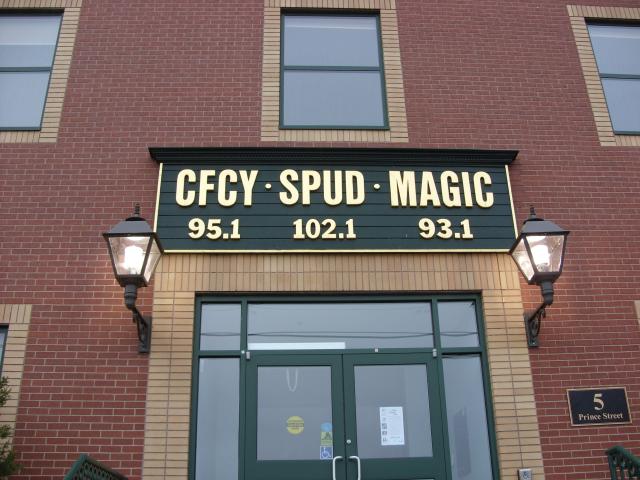 CFCY · SPUD · MAGIC
95.1 102.1 93.1
5
Prince Street